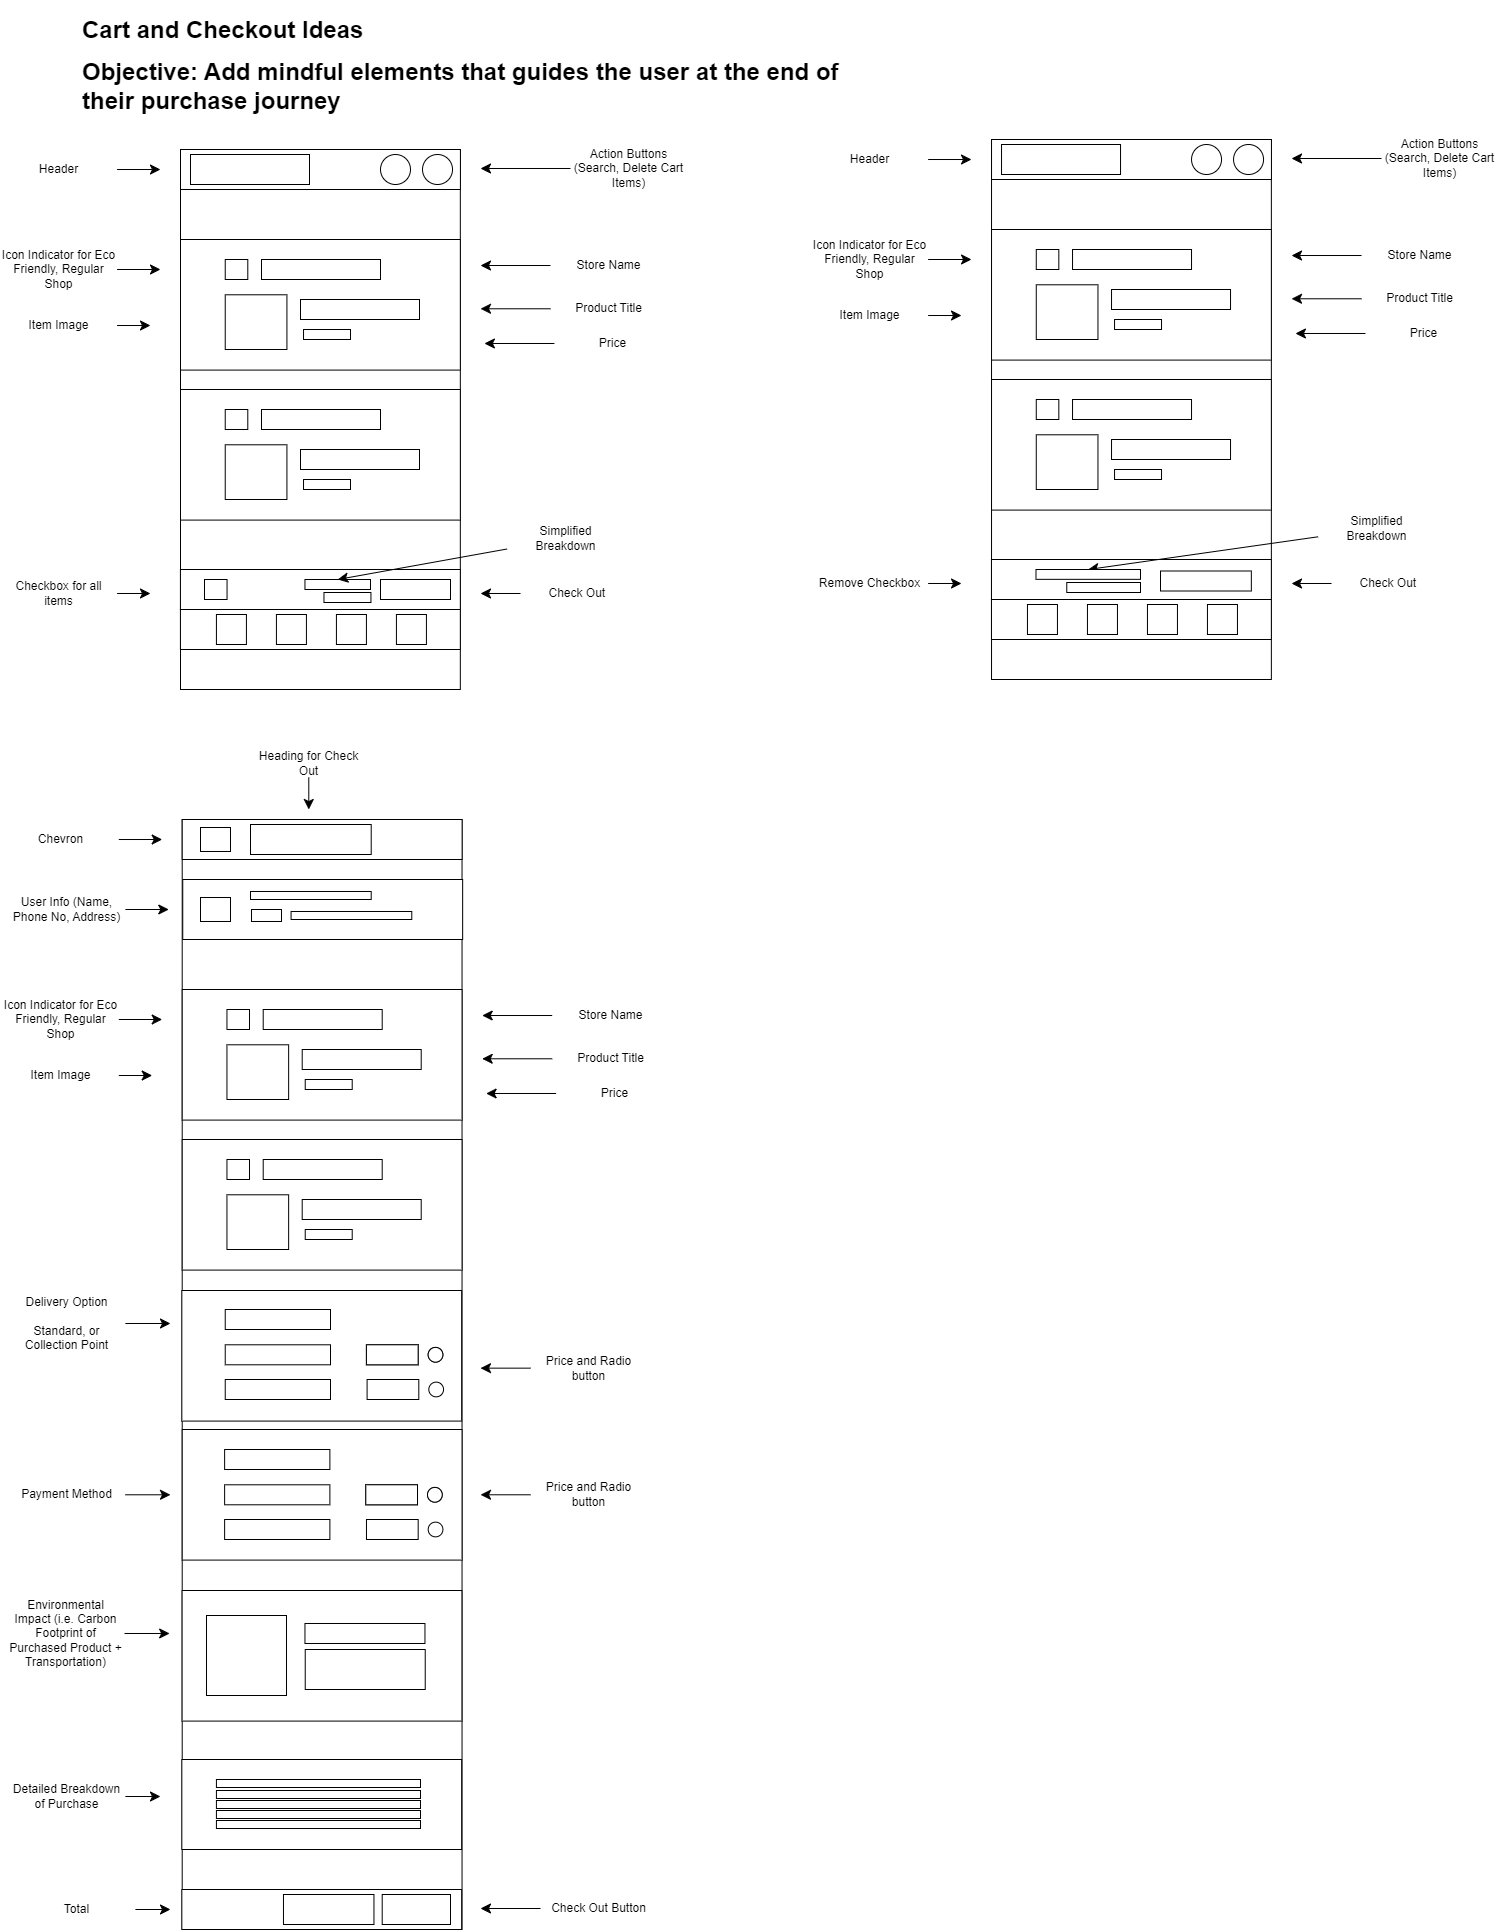 Cart and Checkout Ideas
Objective: Add mindful elements that guides the user at the end of
their purchase journey
Header
Action Buttons
(Search, Delete Cart
Items)
Icon Indicator for Eco
Friendly, Regular
Shop
Store Name
Product Title
Item Image
Price
Simplified
Breakdown
Checkbox for all
items
Check Out
Header
Action Buttons
(Search, Delete Cart
Items)
Icon Indicator for Eco
Friendly, Regular
Shop
Store Name
Product Title
Item Image
Price
Simplified
Breakdown
Remove Checkbox
Check Out
Heading for Check
Out
Chevron
User Info (Name,
Phone No, Address)
Icon Indicator for Eco
Friendly, Regular
Shop
Store Name
Product Title
Item Image
Price
Delivery Option
Standard, or
Collection Point
Price and Radio
button
Payment Method
Price and Radio
button
Environmental
Impact (i.e. Carbon
Footprint of
Purchased Product +
Transportation)
Detailed Breakdown
of Purchase
Total
Check Out Button